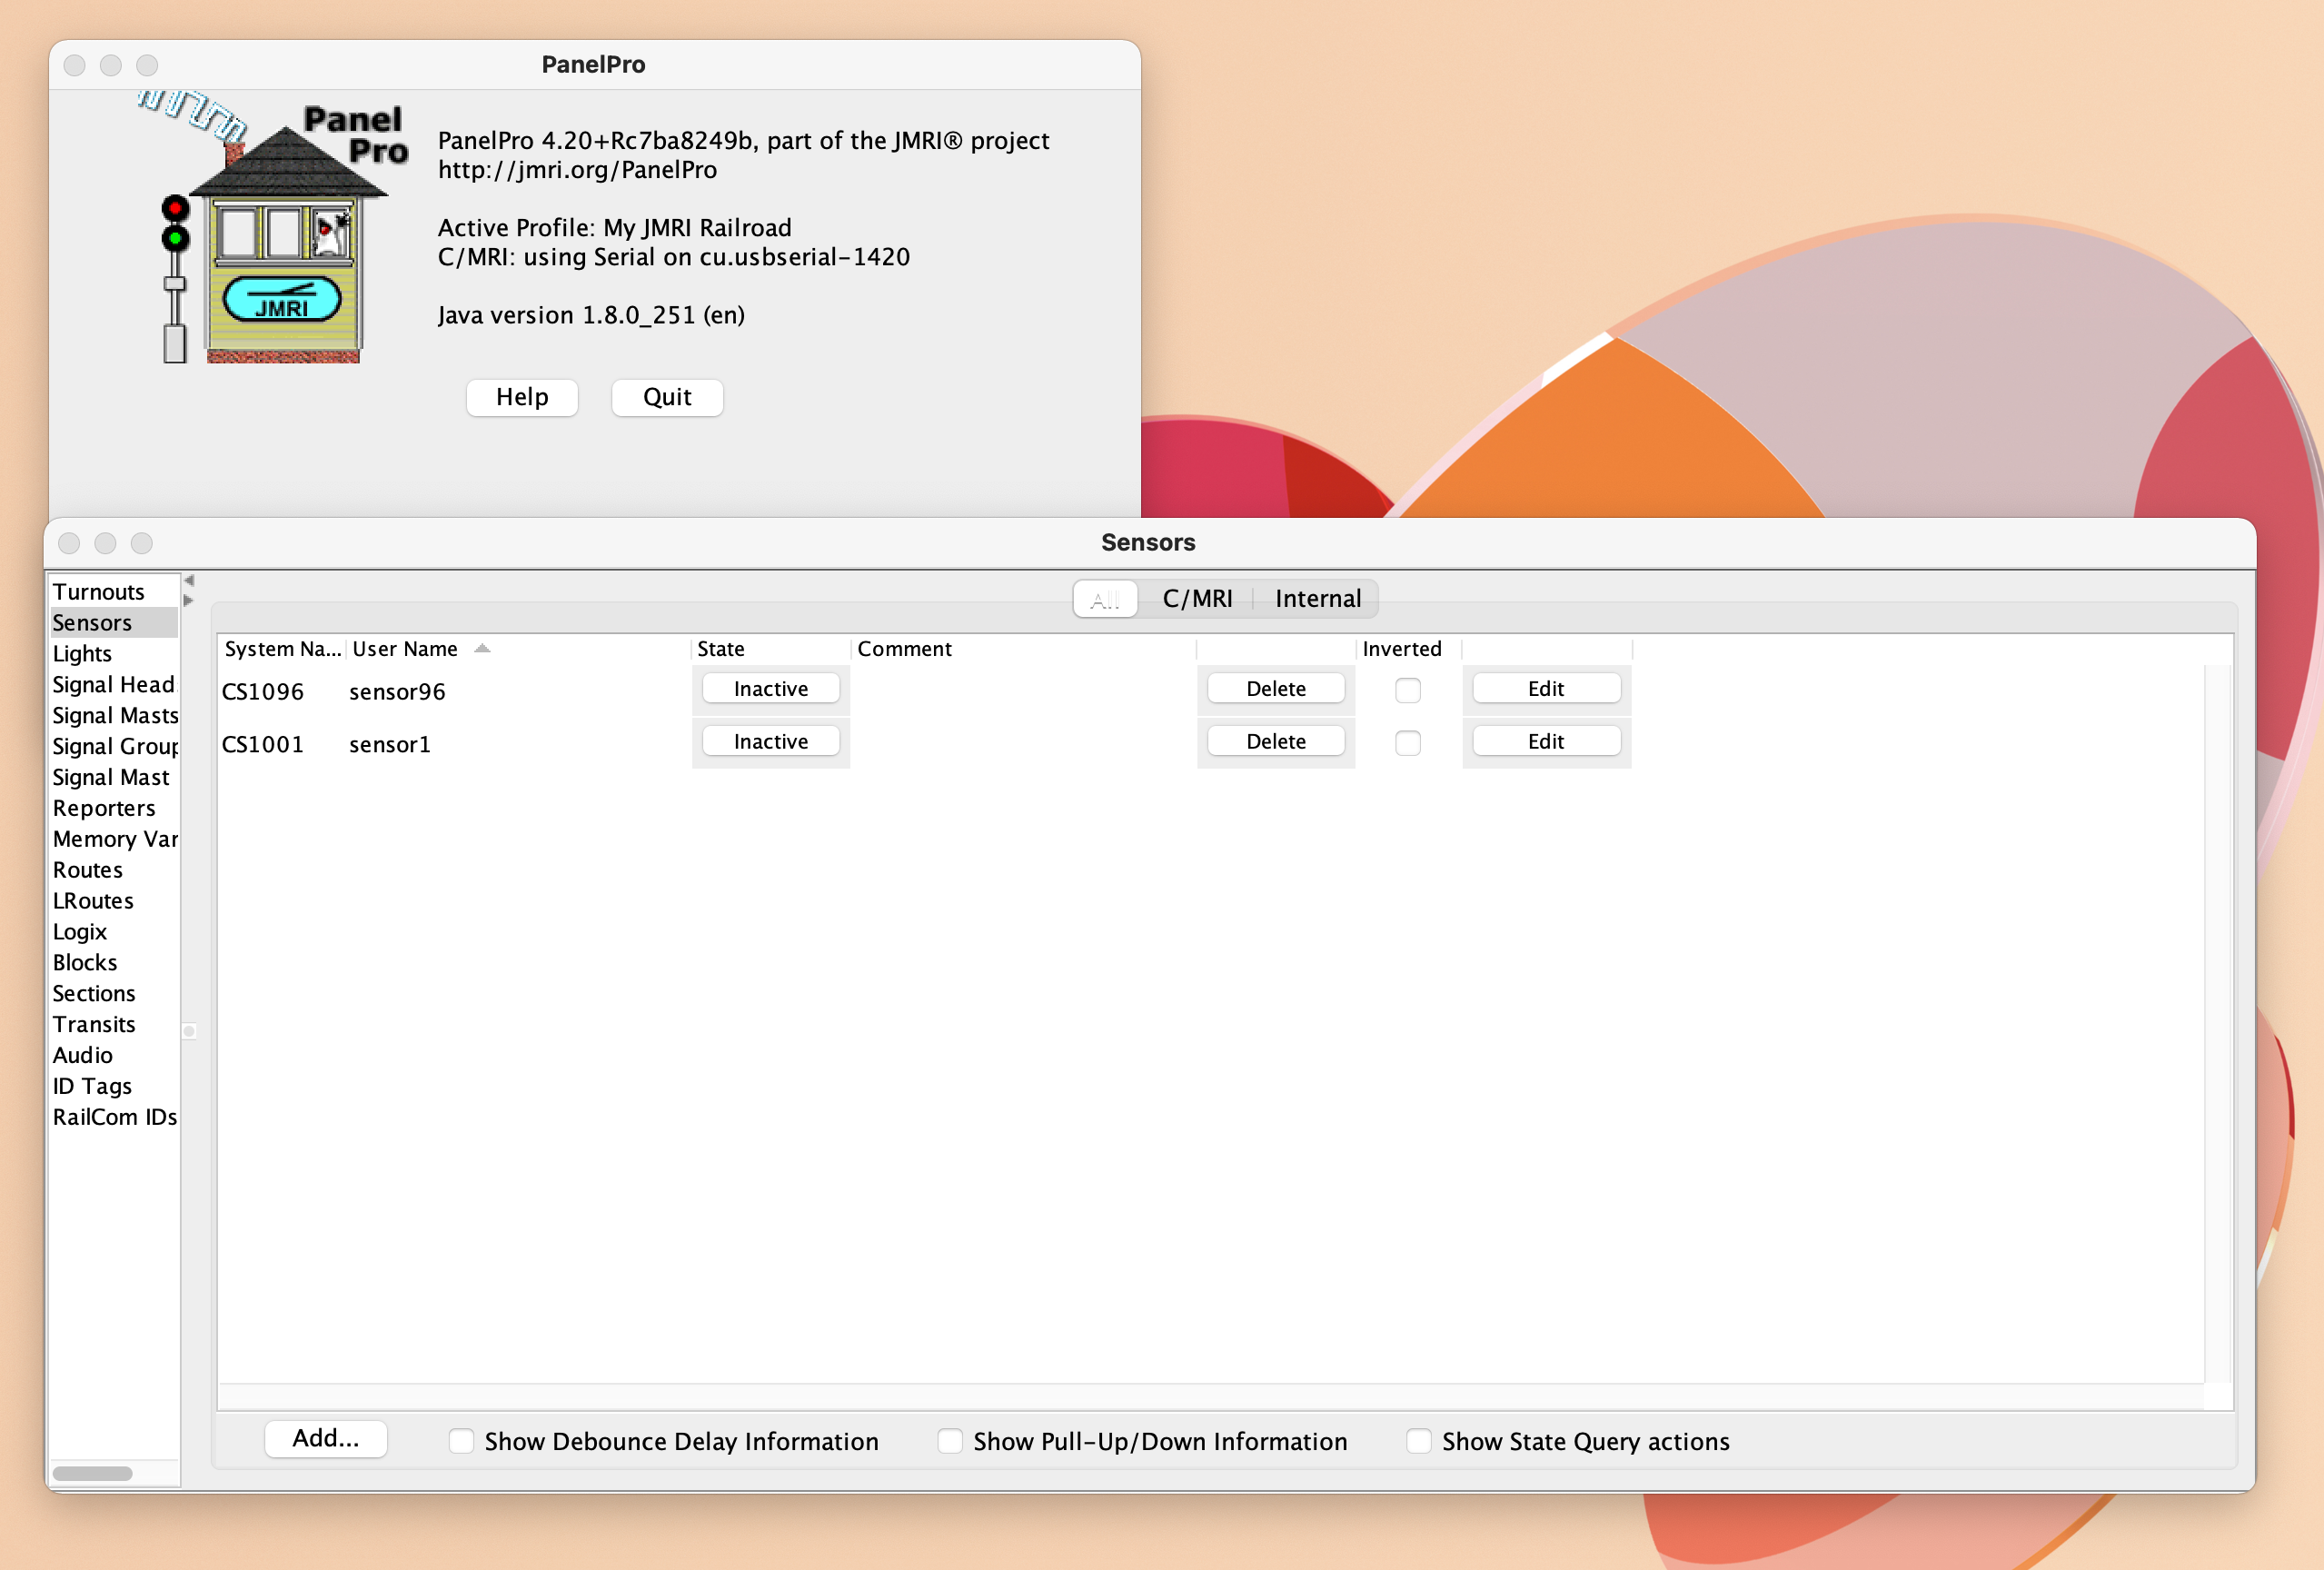 PanelPro
Panel
Pro
PanelPro 4.20+Rc7ba8249b, part of the JMRI® project
http://jmri.org/PanelPro
Active Profile: My JMRI Railroad
C/MRI: using Serial on cu.usbserial-1420
Java version 1.8.0_251 (en)
JMRI
Help Quit
Sensors
Turnouts
Sensors
Lights
Signal Head
Signal Masts
Signal Group
Signal Mast
Reporters
Memory Var
Routes
LRoutes
Logix
Blocks
Sections
Transits
Audio
ID Tags
RailCom IDs
All C/MRI Internal
System Na... User Name State Comment Inverted
CS1096 sensor96 Inactive Delete Edit
CS1001 sensor1 Inactive Delete Edit
Add... Show Debounce Delay Information Show Pull-Up/Down Information Show State Query actions